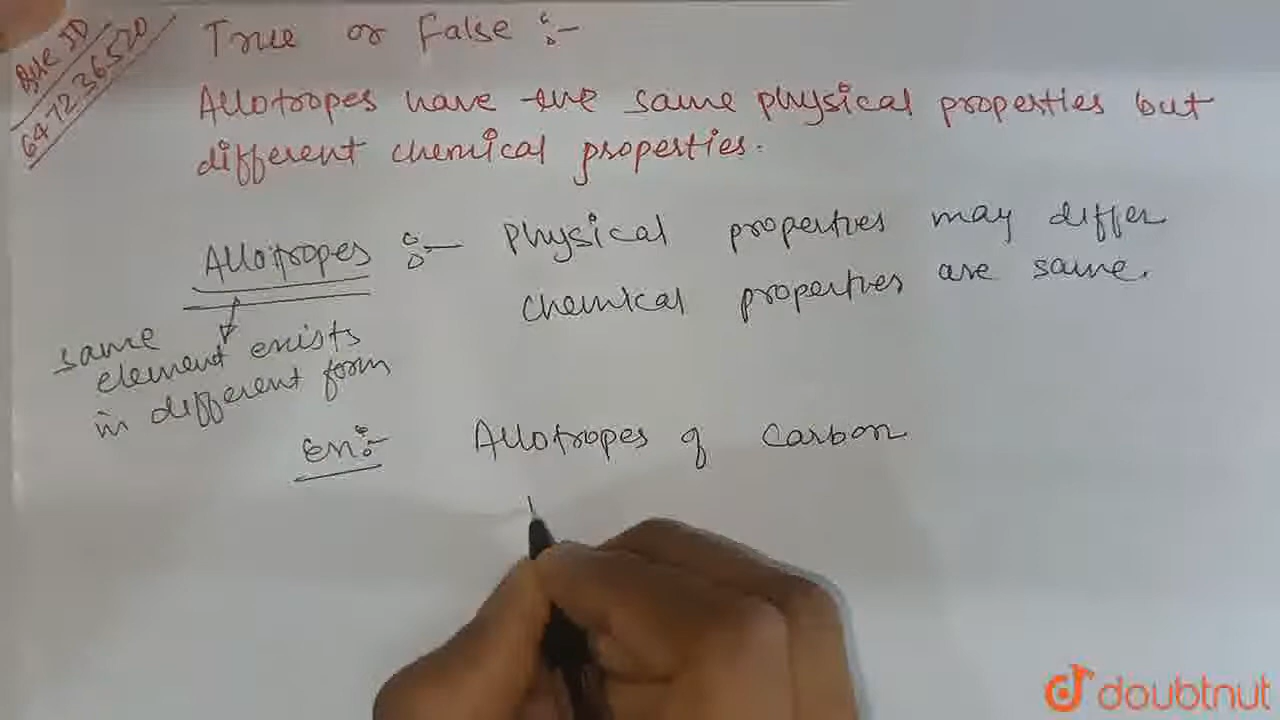 Que ID
647236520
True or False :-
Allotropes have the same physical properties but
different chemical properties.
Allotropes :- Physical properties may differ
chemical properties are same.
same
element exists
in different form
Ex:- Allotropes of carbon
doubtnut